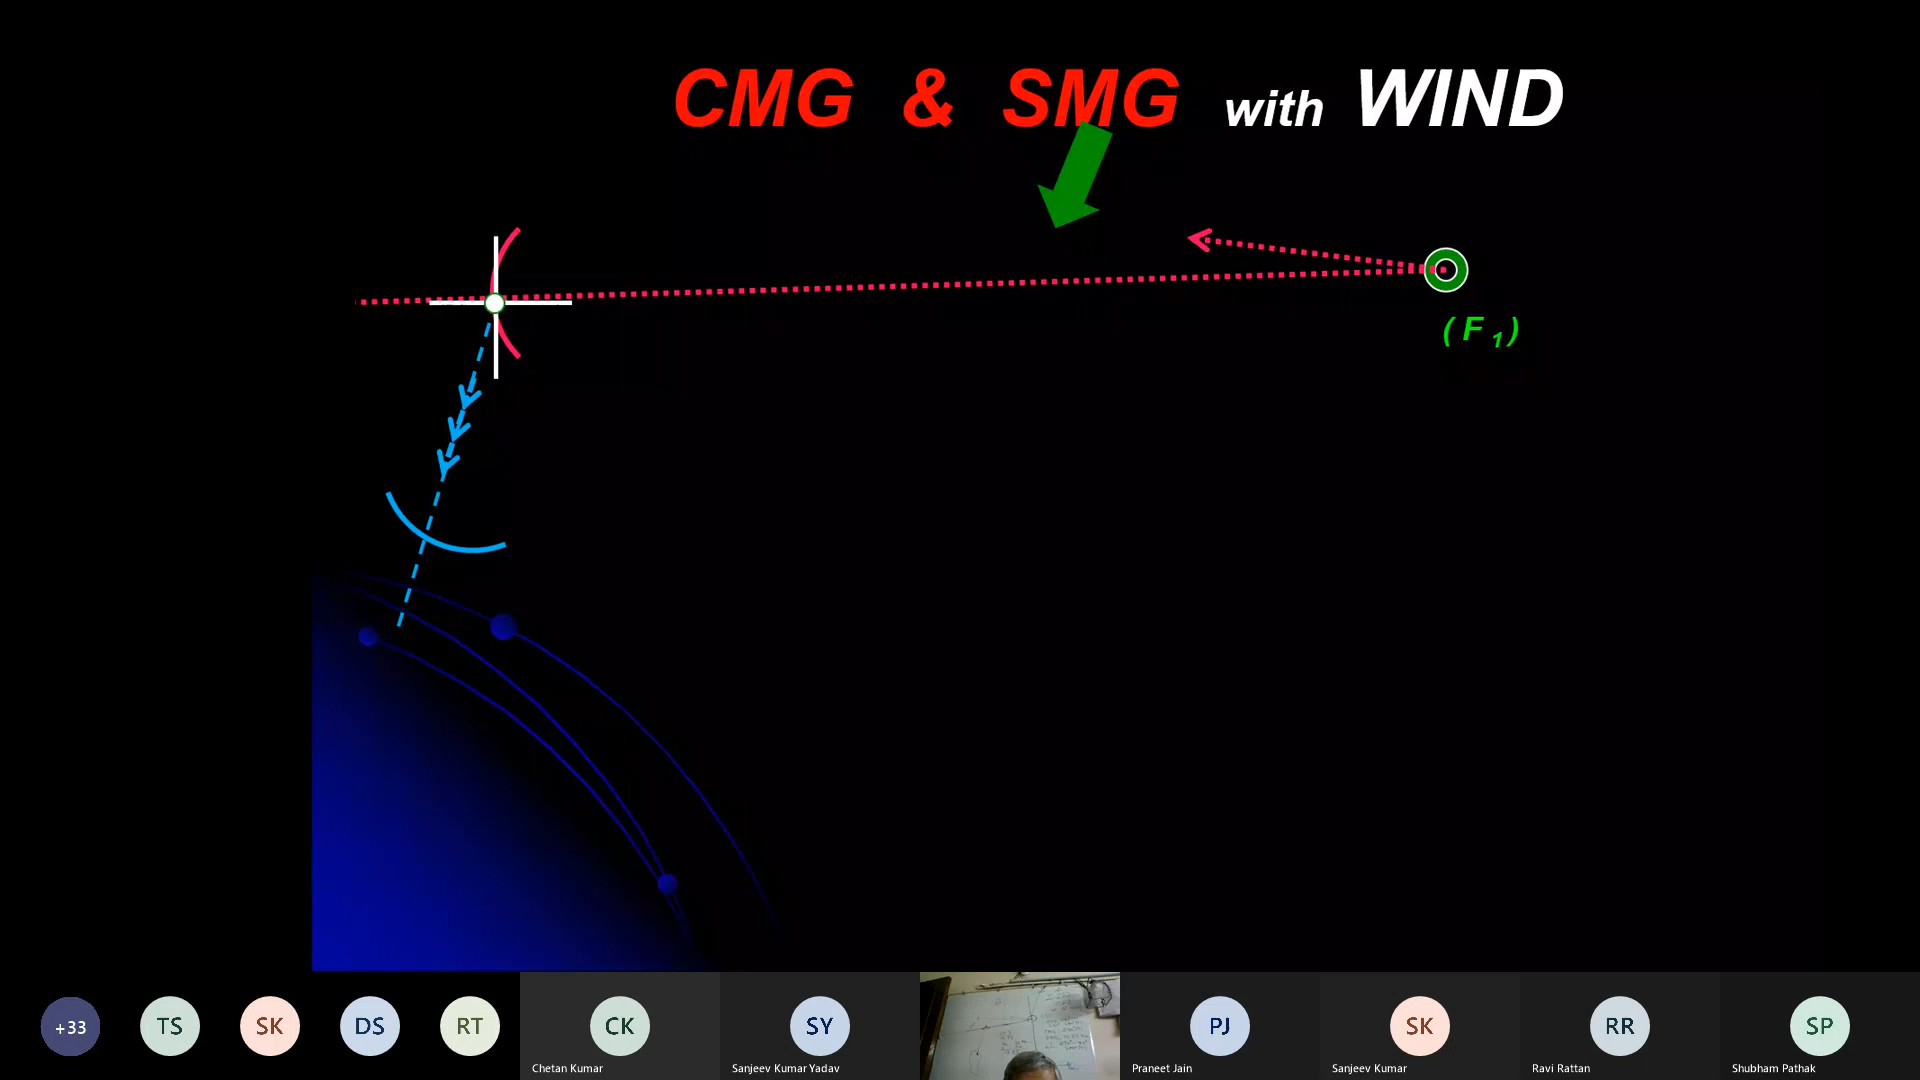 CMG & SMG with WIND
( F 1 )
+33
TS
SK
DS
RT
CK
SY
PJ
SK
RR
SP
Chetan Kumar
Sanjeev Kumar Yadav
Praneet Jain
Sanjeev Kumar
Ravi Rattan
Shubham Pathak